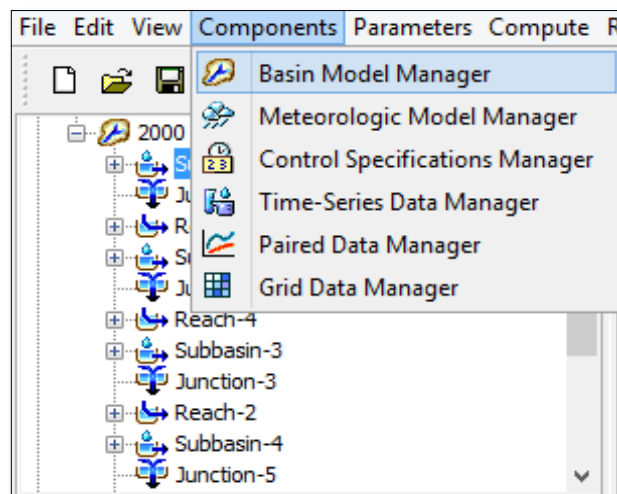 File Edit View Components Parameters Compute
Basin Model Manager
Meteorologic Model Manager
Control Specifications Manager
Time-Series Data Manager
Paired Data Manager
Grid Data Manager
2000
Reach-4
Subbasin-3
Junction-3
Reach-2
Subbasin-4
Junction-5